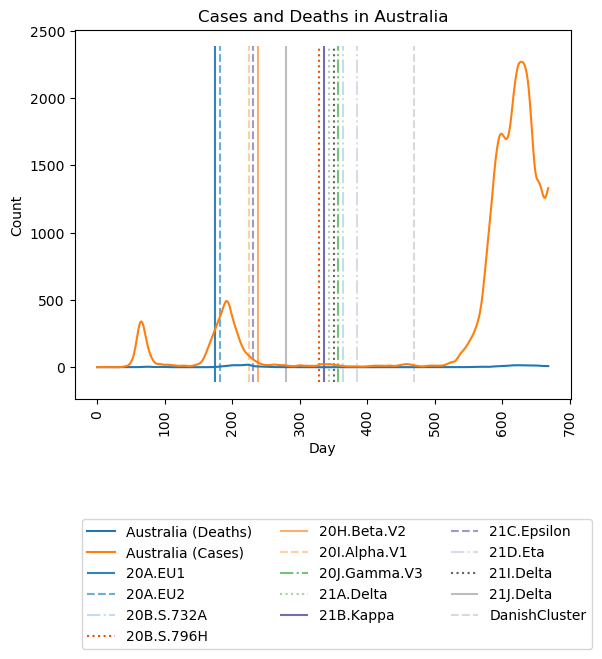 Cases and Deaths in Australia
2500
2000
1500
1000
500
0
Count
0 100 200 300 400 500 600 700
Day
Australia (Deaths)
Australia (Cases)
20A.EU1
20A.EU2
20B.S.732A
20B.S.796H
20H.Beta.V2
20I.Alpha.V1
20J.Gamma.V3
21A.Delta
21B.Kappa
21C.Epsilon
21D.Eta
21I.Delta
21J.Delta
DanishCluster